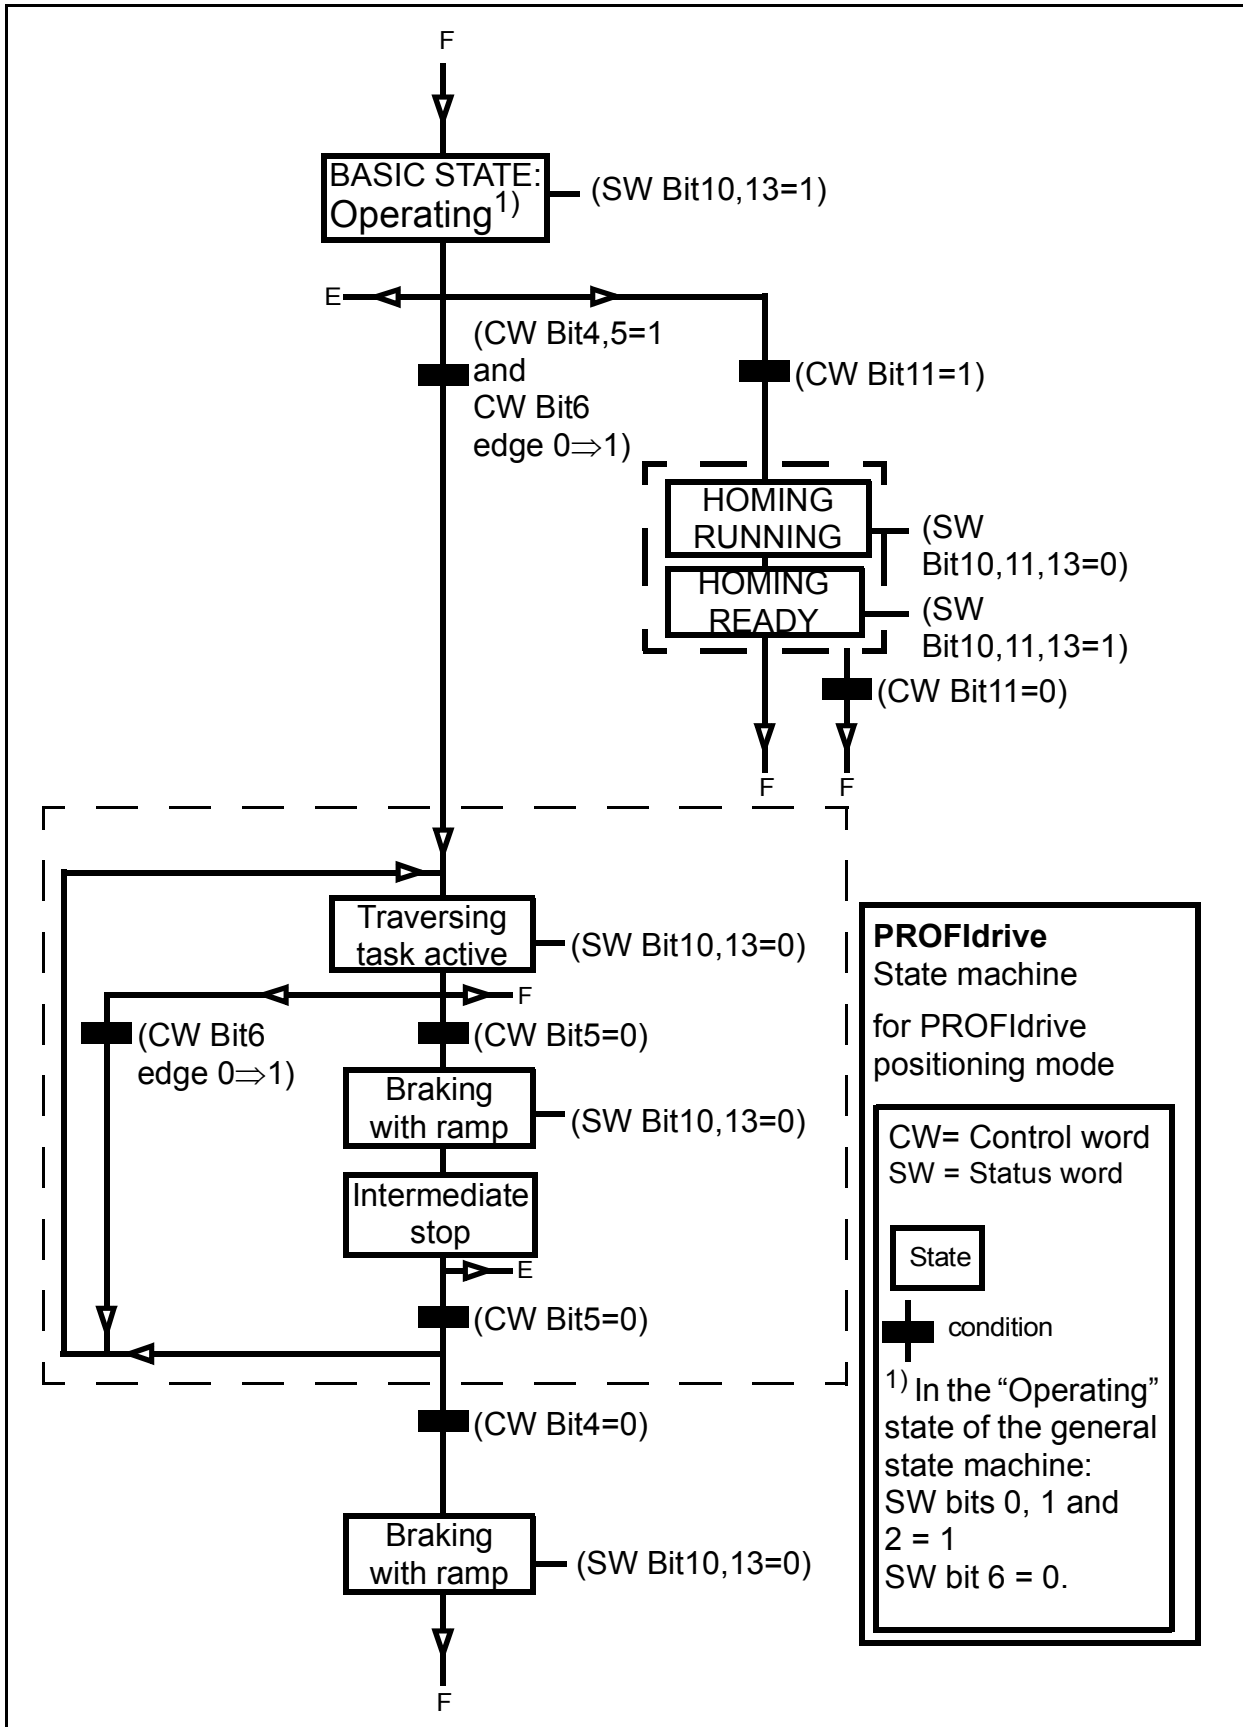 F
BASIC STATE:
Operating1)
(SW Bit10,13=1)
E
(CW Bit4,5=1
and
CW Bit6
edge 0⇒1)
(CW Bit11=1)
HOMING
RUNNING
(SW
Bit10,11,13=0)
HOMING
READY
(SW
Bit10,11,13=1)
(CW Bit11=0)
F
F
Traversing
task active
(SW Bit10,13=0)
F
(CW Bit6
edge 0⇒1)
(CW Bit5=0)
Braking
with ramp
(SW Bit10,13=0)
Intermediate
stop
E
(CW Bit5=0)
(CW Bit4=0)
Braking
with ramp
(SW Bit10,13=0)
F
PROFIdrive
State machine
for PROFIdrive
positioning mode
CW= Control word
SW = Status word
State
condition
1) In the “Operating”
state of the general
state machine:
SW bits 0, 1 and
2 = 1
SW bit 6 = 0.